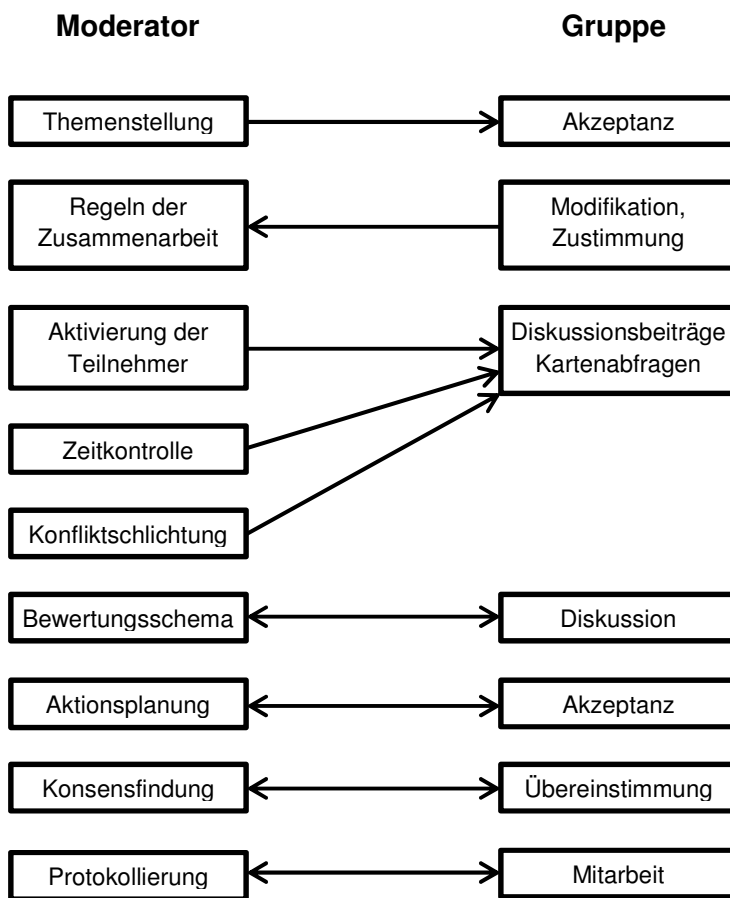 Moderator
Gruppe
Themenstellung
Akzeptanz
Regeln der
Zusammenarbeit
Modifikation,
Zustimmung
Aktivierung der
Teilnehmer
Diskussionsbeiträge
Kartenabfragen
Zeitkontrolle
Konfliktschlichtung
Bewertungsschema
Diskussion
Aktionsplanung
Akzeptanz
Konsensfindung
Übereinstimmung
Protokollierung
Mitarbeit